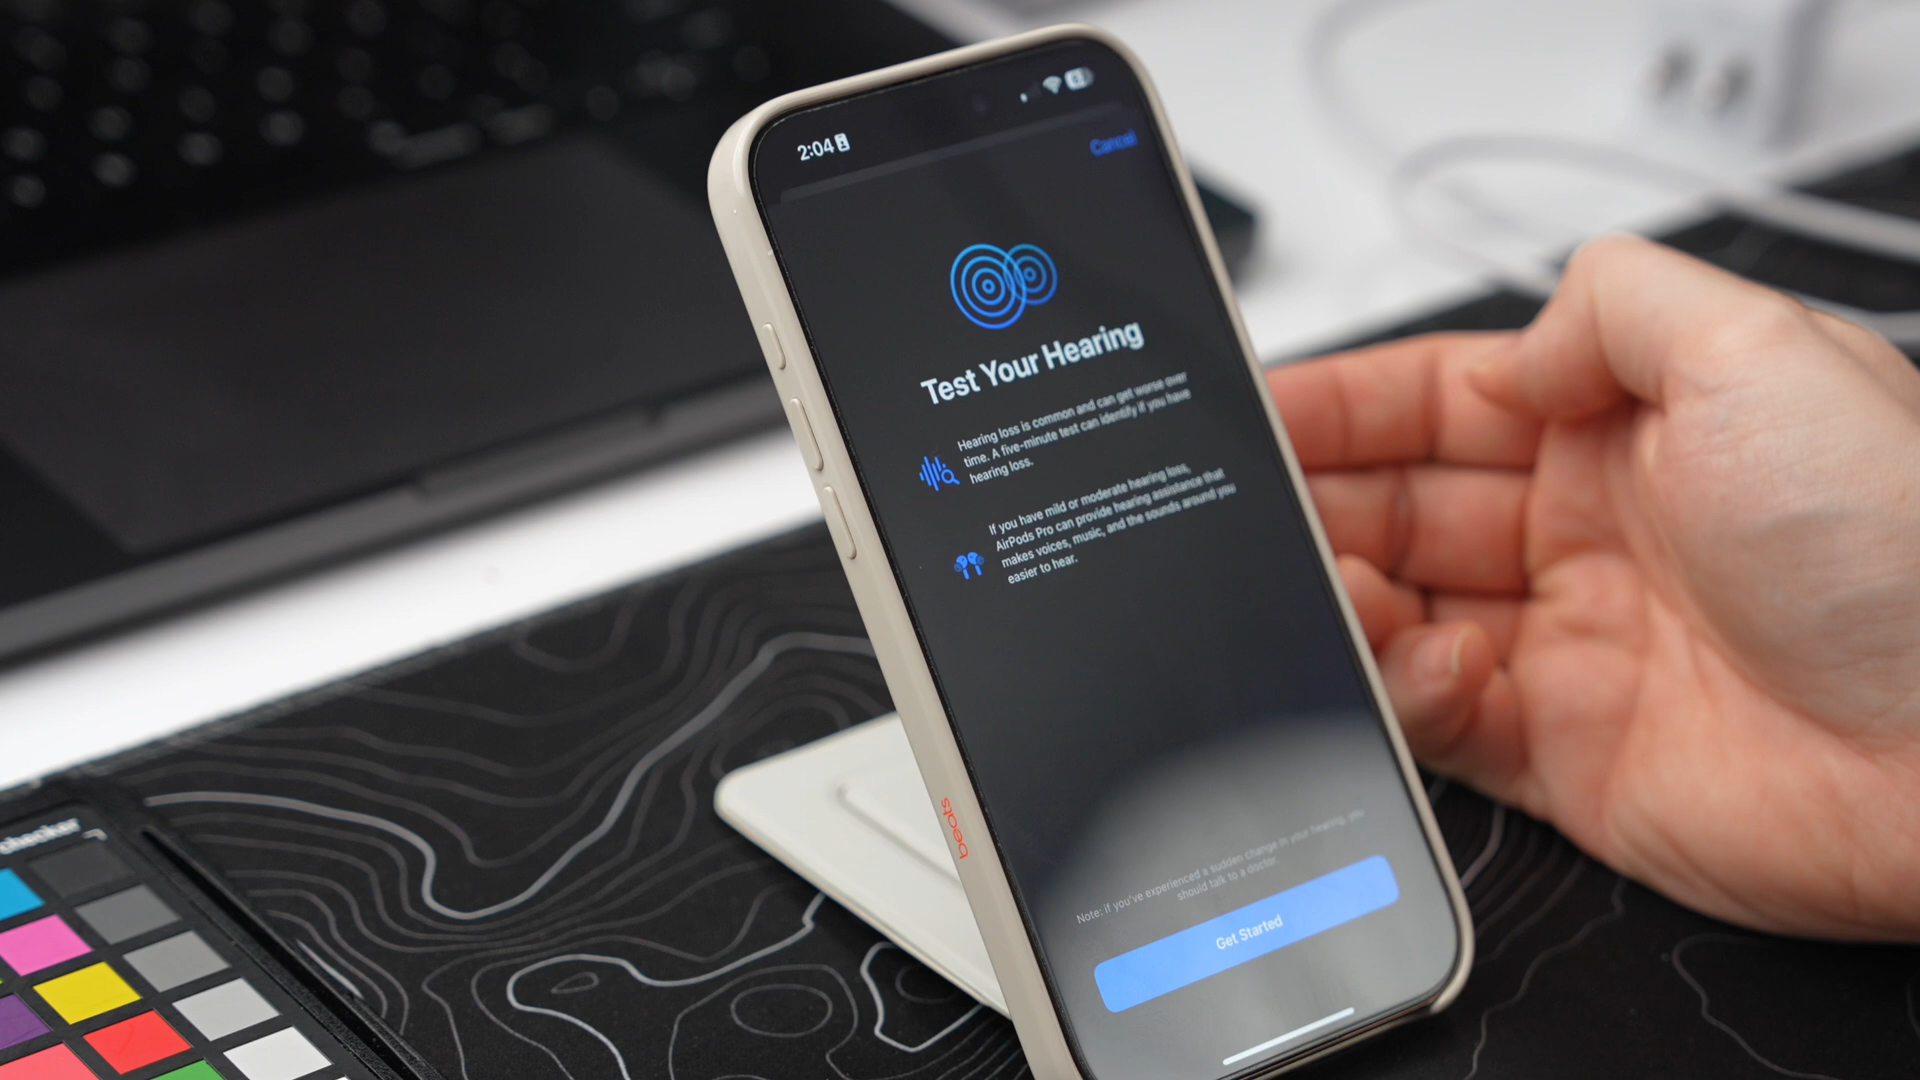 2:04
Cancel
Test Your Hearing
Hearing loss is common and can get worse over
time. A five-minute test can identify if you have
hearing loss.
If you have mild or moderate hearing loss,
AirPods Pro can provide hearing assistance that
makes voices, music, and the sounds around you
easier to hear.
Note: if you've experienced a sudden change in your hearing, you
should talk to a doctor.
Get Started
beats
checker